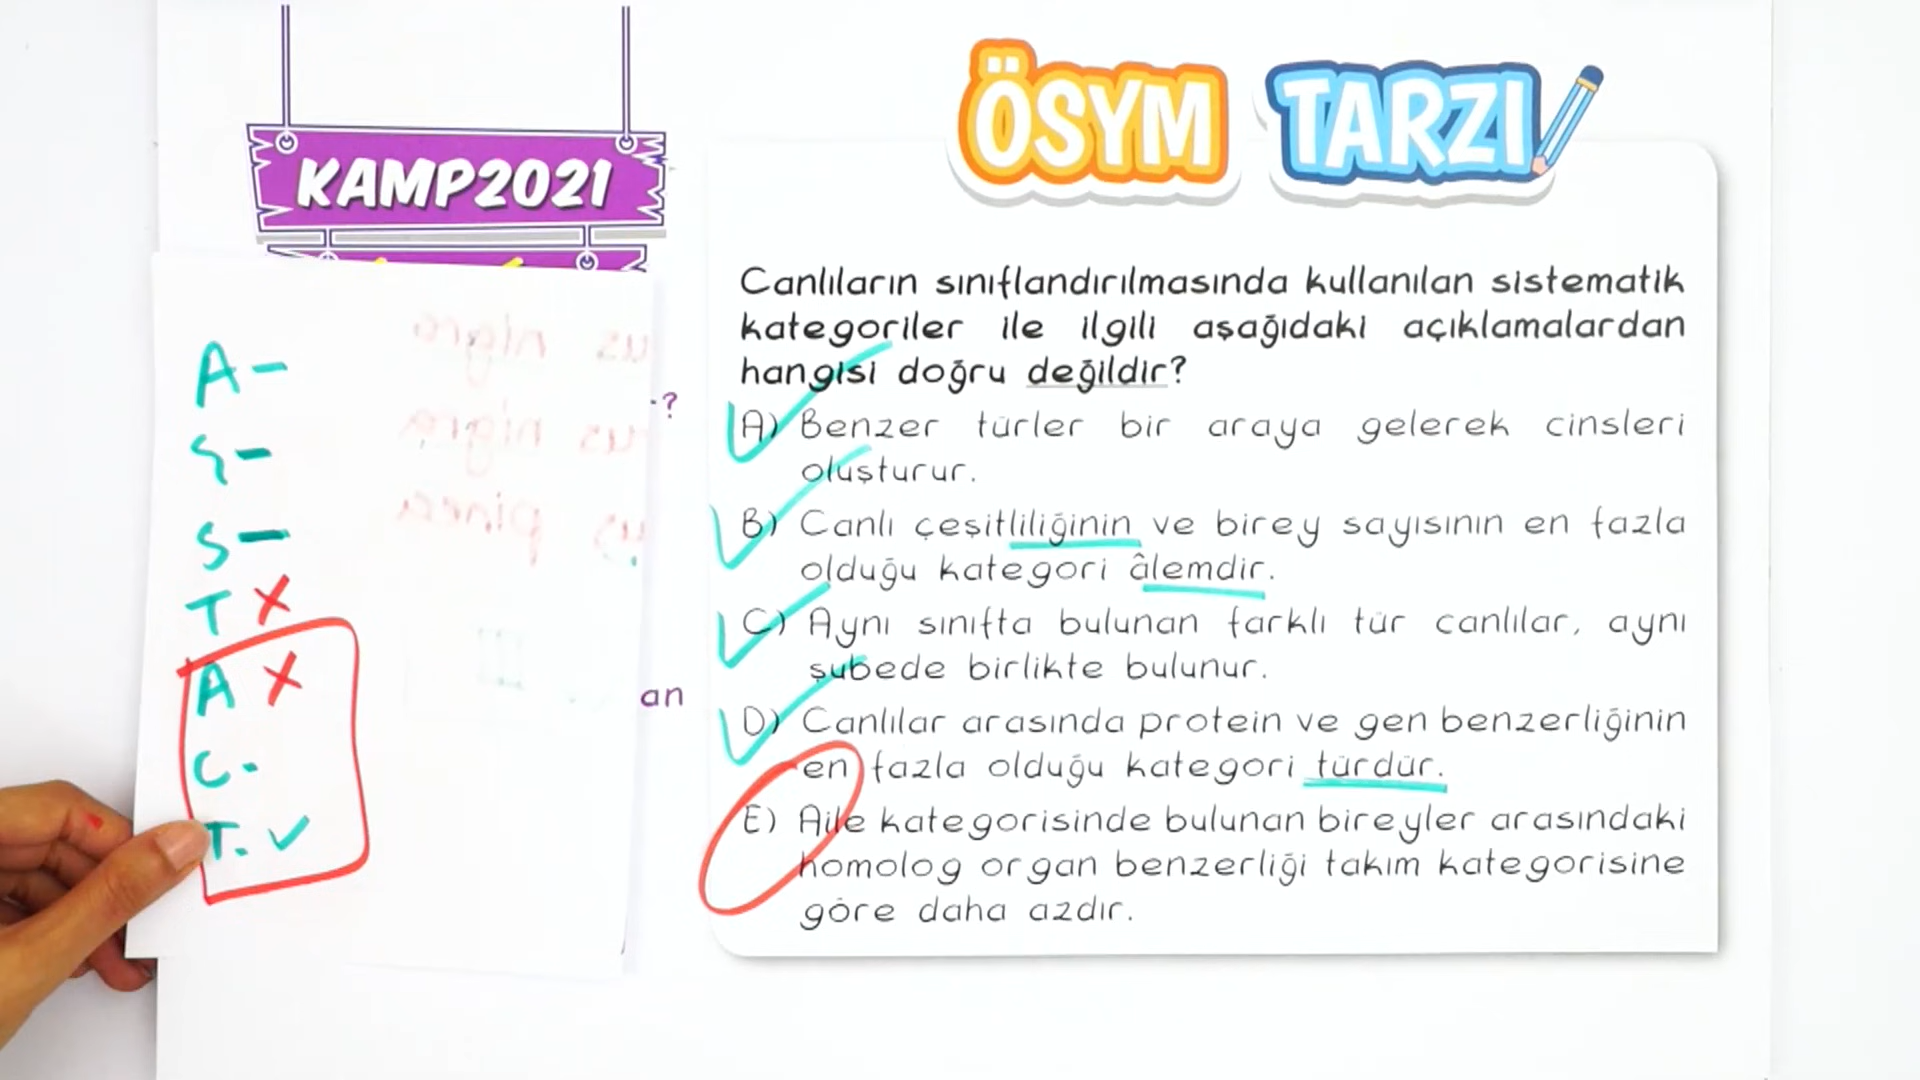 KAMP2021
ÖSYM TARZI
A-
Ş-
S-
T X
A X
C-
T. ✓
-?
an
Canlıların sınıflandırılmasında kullanılan sistematik
kategoriler ile ilgili aşağıdaki açıklamalardan
hangisi doğru değildir?
A) Benzer türler bir araya gelerek cinsleri
oluşturur.
B) Canlı çeşitliliğinin ve birey sayısının en fazla
olduğu kategori âlemdir.
C) Aynı sınıfta bulunan farklı tür canlılar, aynı
şubede birlikte bulunur.
D) Canlılar arasında protein ve gen benzerliğinin
en fazla olduğu kategori türdür.
E) Aile kategorisinde bulunan bireyler arasındaki
homolog organ benzerliği takım kategorisine
göre daha azdır.